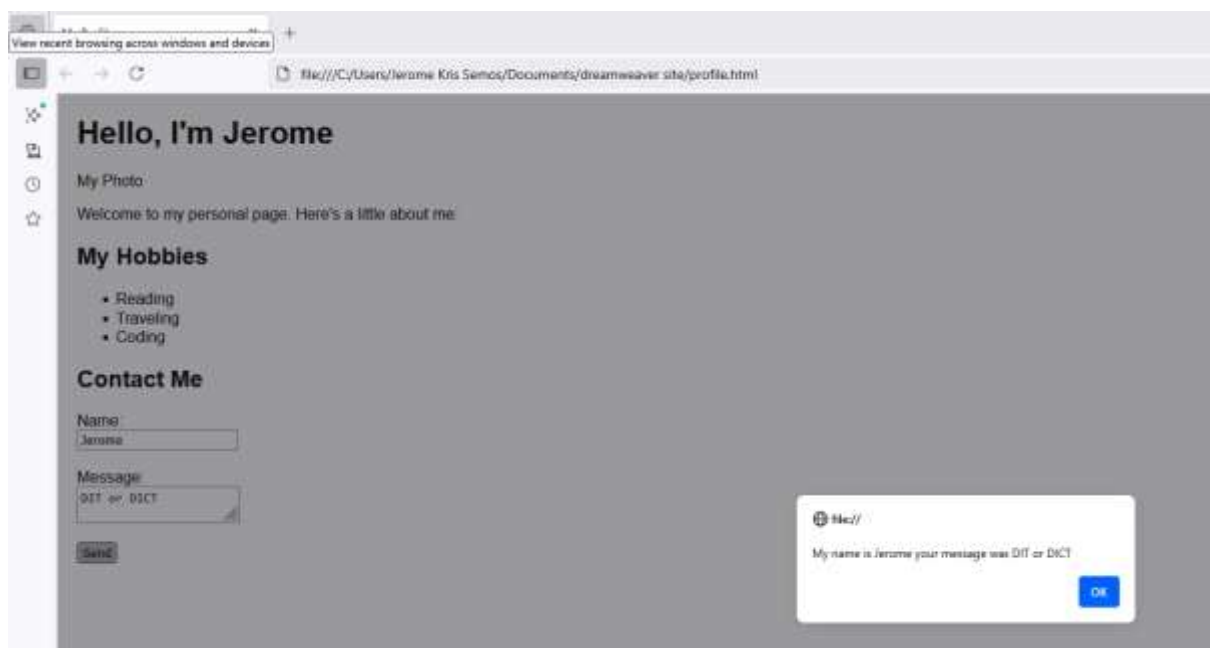 View recent browsing across windows and devices
file:///C:/Users/Jerome Kris Semos/Documents/dreamweaver site/profile.html
Hello, I'm Jerome
My Photo
Welcome to my personal page. Here's a little about me:
My Hobbies
Reading
Traveling
Coding
Contact Me
Name:
Jerome
Message:
DIT or DICT
Send
file://
My name is Jerome your message was DIT or DICT
OK